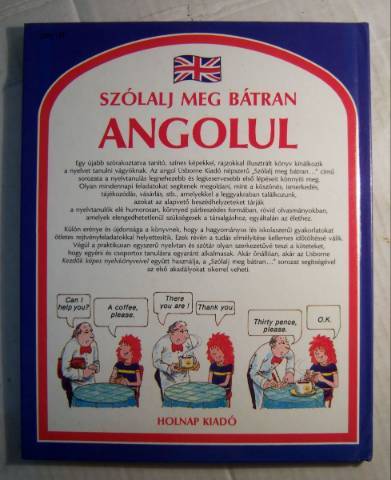 SZÓLALJ MEG BÁTRAN
ANGOLUL
Egy újabb szórakoztatva tanító, színes képekkel, rajzokkal illusztrált könyv kínálkozik
a nyelvet tanulni vágyóknak. Az angol Usborne Kiadó népszerű „Szólalj meg bátran...” című
sorozata a nyelvtanulás legnehezebb és legkeservesebb első lépéseit könnyíti meg.
Olyan mindennapi feladatokat segítenek megoldani, mint a köszönés, ismerkedés,
tájékozódás, vásárlás, stb., amelyekkel a leggyakrabban találkozunk,
azokat az alapvető beszédhelyzeteket tárják
a nyelvtanulók elé humorosan, könnyed párbeszédes formában, rövid olvasmányokban,
amelyek elengedhetetlenül szükségesek a társalgáshoz, egyáltalán az élethez.
Külön erénye és újdonsága a könyvnek, hogy a hagyományos (és iskolaszerű) gyakorlatokat
ötletes rejtvényfeladatokkal helyettesítik. Ezek révén a tudás elmélyítése kellemes időtöltéssé válik.
Végül a praktikusan egyszerű nyelvtan és szótár olyan szerkezetűvé teszi a köteteket,
hogy egyéni és csoportos tanulásra egyaránt alkalmasak. Akár önállóan, akár az Usborne
Kezdők képes nyelvkönyveivel együtt használja, a „Szólalj meg bátran...” sorozat segítségével
az első akadályokat sikerrel veheti.
Can I
help you?
A coffee,
please.
There
you are!
Thank you
Thirty pence,
please.
O.K.
HOLNAP KIADÓ